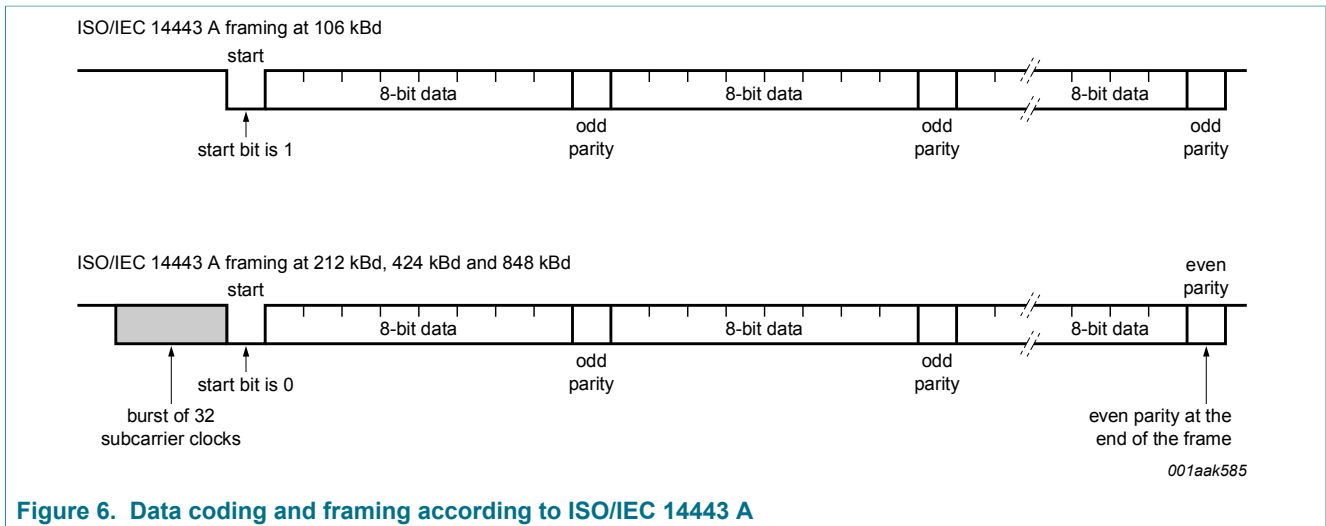 ISO/IEC 14443 A framing at 106 kBd
start
8-bit data
8-bit data
8-bit data
odd
parity
odd
parity
odd
parity
start bit is 1
ISO/IEC 14443 A framing at 212 kBd, 424 kBd and 848 kBd
start
even
parity
8-bit data
8-bit data
8-bit data
odd
parity
odd
parity
start bit is 0
burst of 32
subcarrier clocks
even parity at the
end of the frame
001aak585
Figure 6. Data coding and framing according to ISO/IEC 14443 A